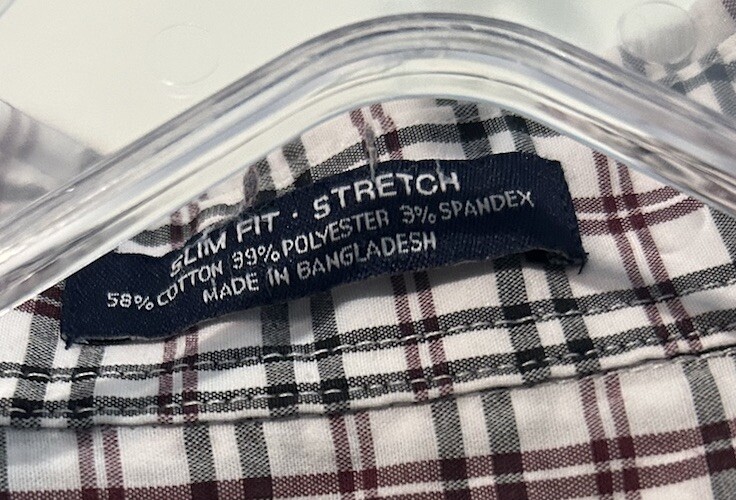 SLIM FIT · STRETCH
58% COTTON 39% POLYESTER 3% SPANDEX
MADE IN BANGLADESH